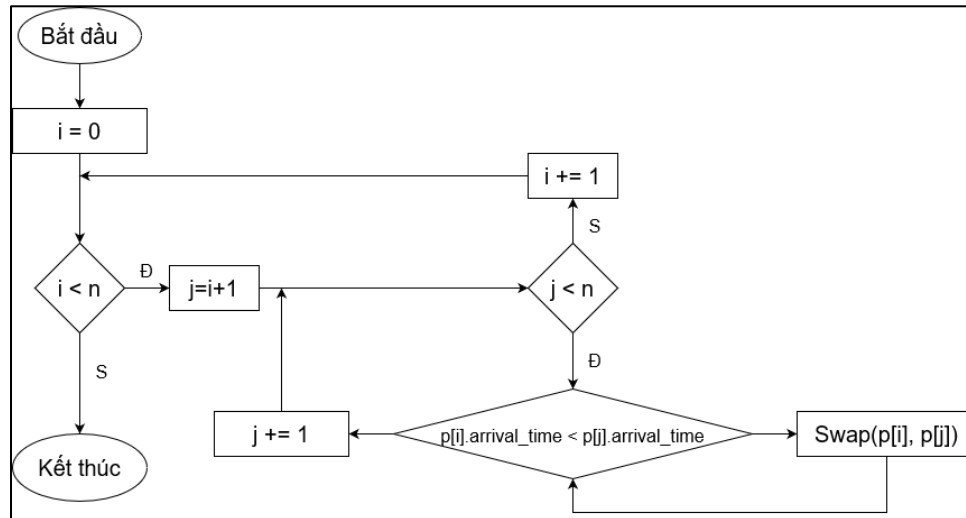 Bắt đầu
i = 0
i += 1
S
i < n
Đ
j=i+1
j < n
S
Đ
j += 1
p[i].arrival_time < p[j].arrival_time
Swap(p[i], p[j])
Kết thúc